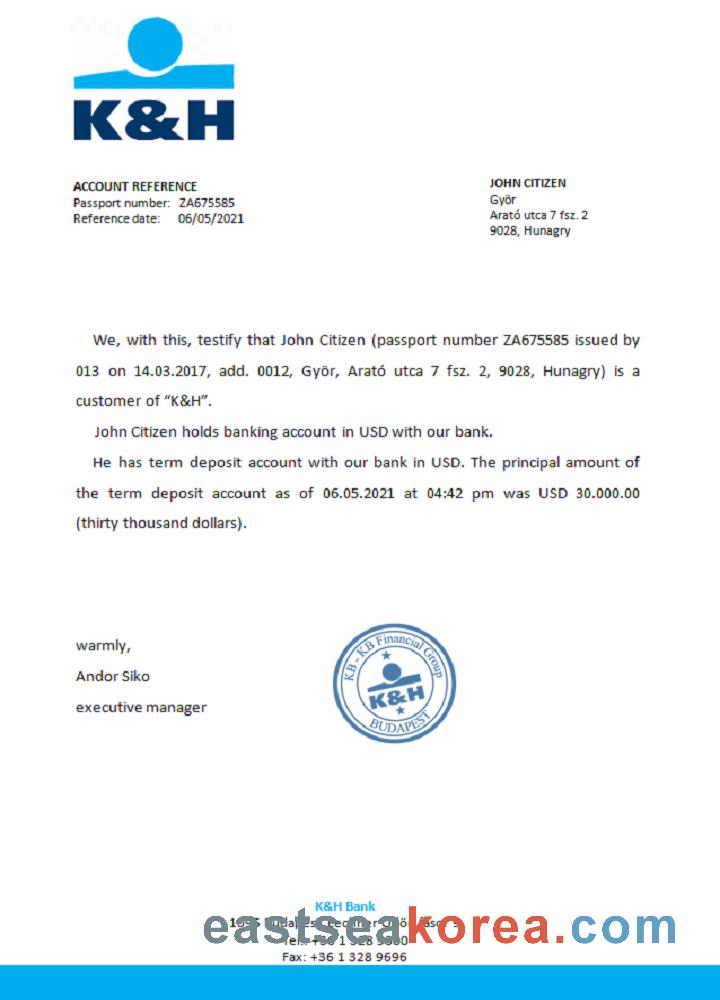 K&H
ACCOUNT REFERENCE
Passport number: ZA675585
Reference date: 06/05/2021
JOHN CITIZEN
Győr
Arató utca 7 fsz. 2
9028, Hunagry
We, with this, testify that John Citizen (passport number ZA675585 issued by
013 on 14.03.2017, add. 0012, Győr, Arató utca 7 fsz. 2, 9028, Hunagry) is a
customer of “K&H”.
John Citizen holds banking account in USD with our bank.
He has term deposit account with our bank in USD. The principal amount of
the term deposit account as of 06.05.2021 at 04:42 pm was USD 30.000.00
(thirty thousand dollars).
warmly,
Andor Siko
executive manager
KB - KB Financial Group
K&H
BUDAPEST
K&H Bank
1095 Budapest
eastseakorea.com
Tel.: +36 1 328 9000
Fax: +36 1 328 9696